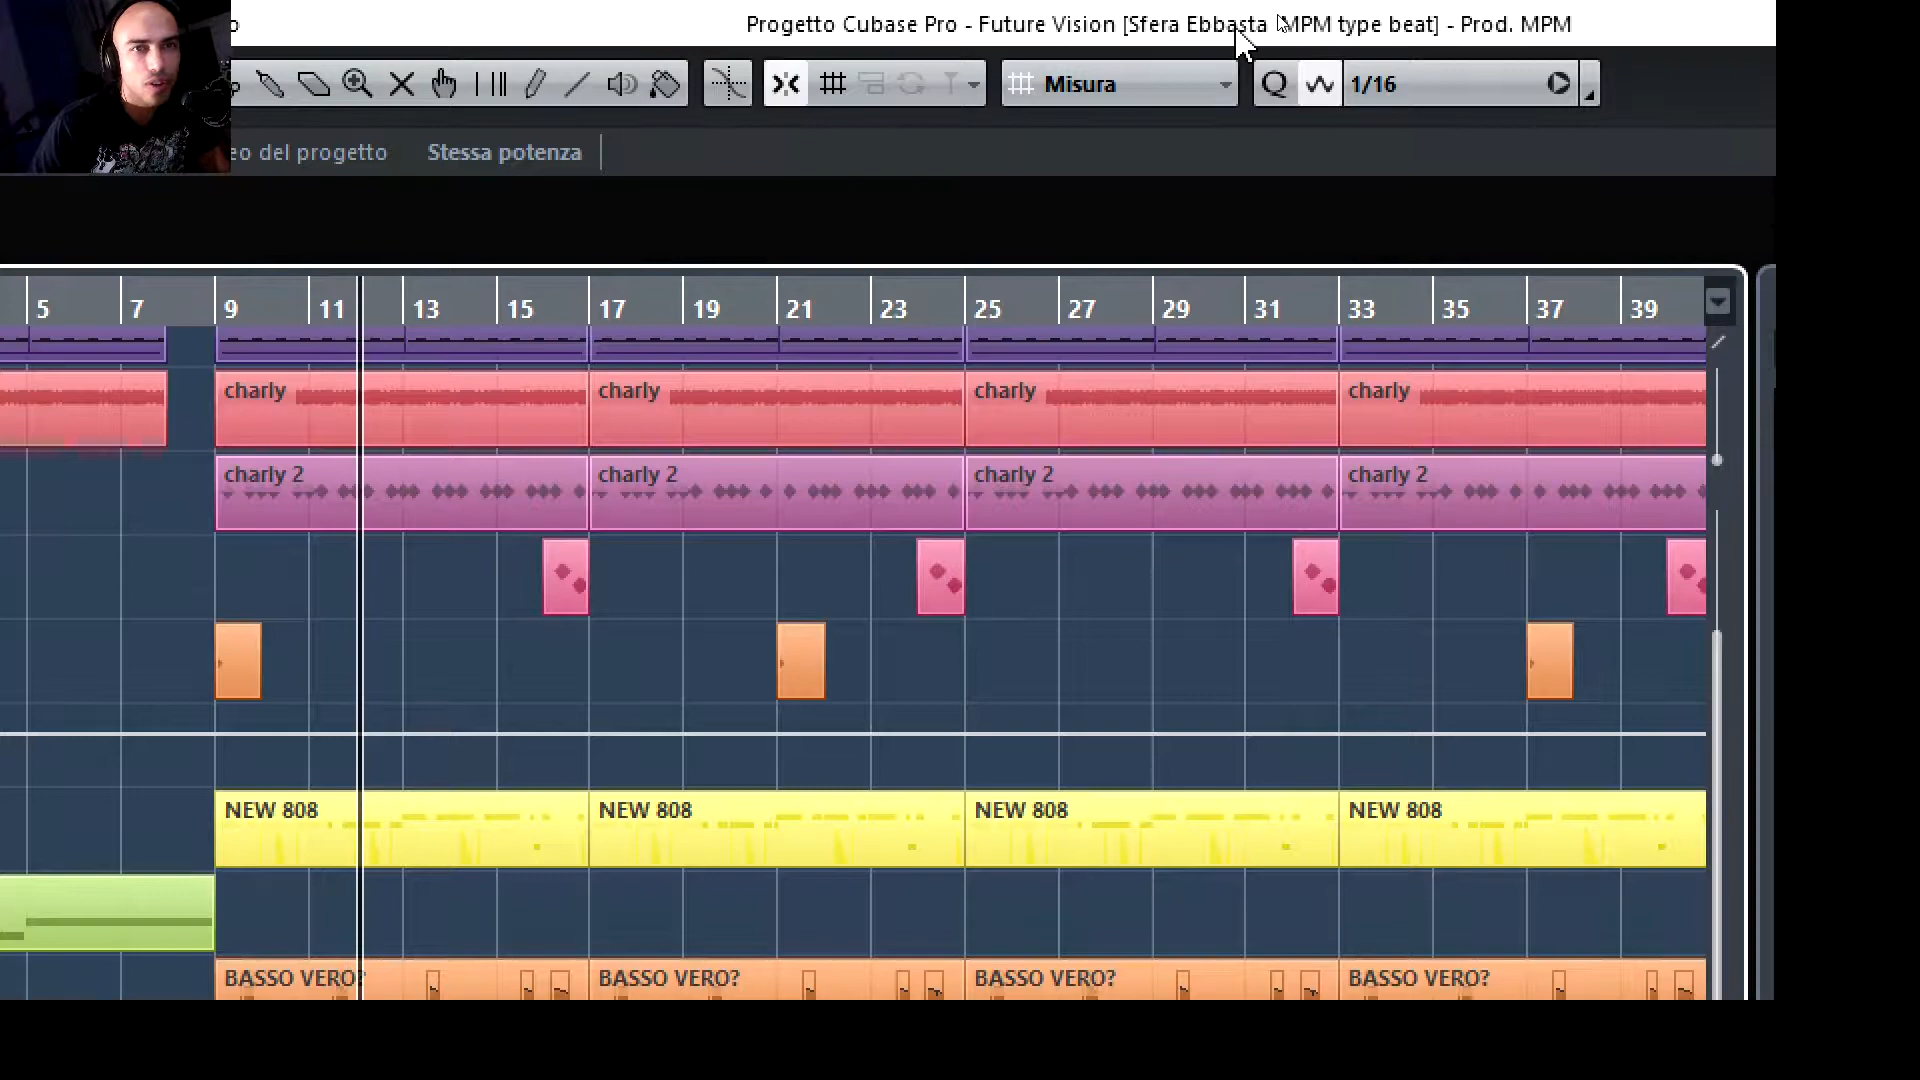 o
Progetto Cubase Pro - Future Vision [Sfera Ebbasta MPM type beat] - Prod. MPM
Misura
Q
1/16
eo del progetto
Stessa potenza
5 7 9 11 13 15 17 19 21 23 25 27 29 31 33 35 37 39
charly charly charly charly
charly 2 charly 2 charly 2 charly 2
NEW 808 NEW 808 NEW 808 NEW 808
BASSO VERO? BASSO VERO? BASSO VERO? BASSO VERO?